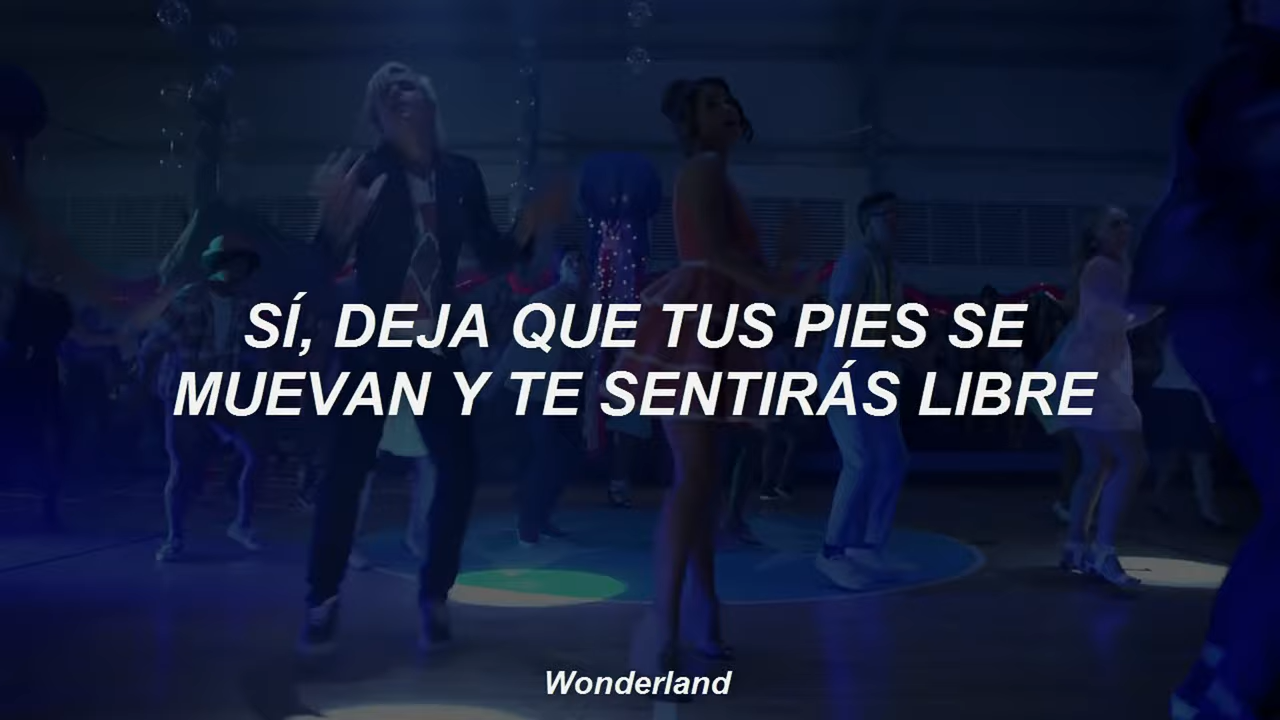 SÍ, DEJA QUE TUS PIES SE
MUEVAN Y TE SENTIRÁS LIBRE
Wonderland